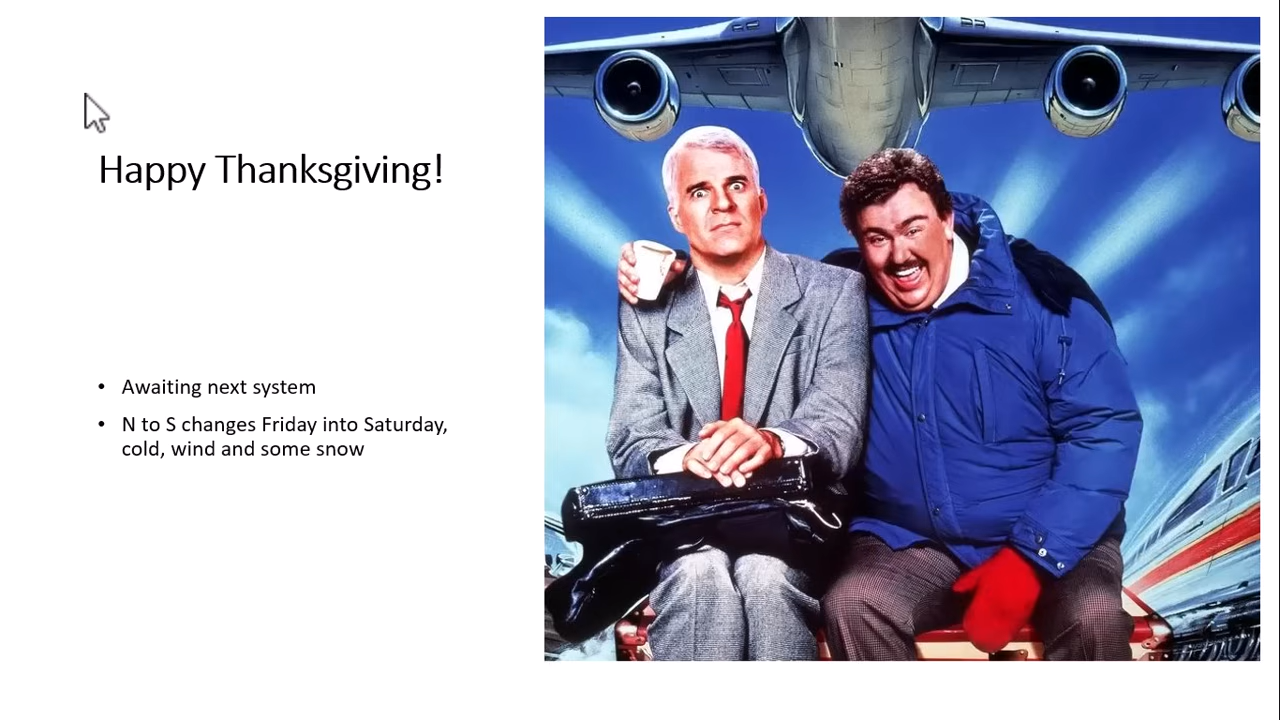 Happy Thanksgiving!
• Awaiting next system
• N to S changes Friday into Saturday,
cold, wind and some snow